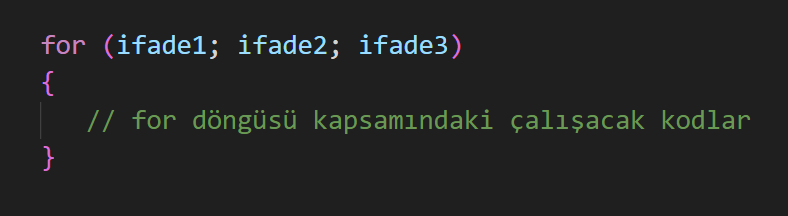 for (ifade1; ifade2; ifade3)
{
// for döngüsü kapsamındaki çalışacak kodlar
}